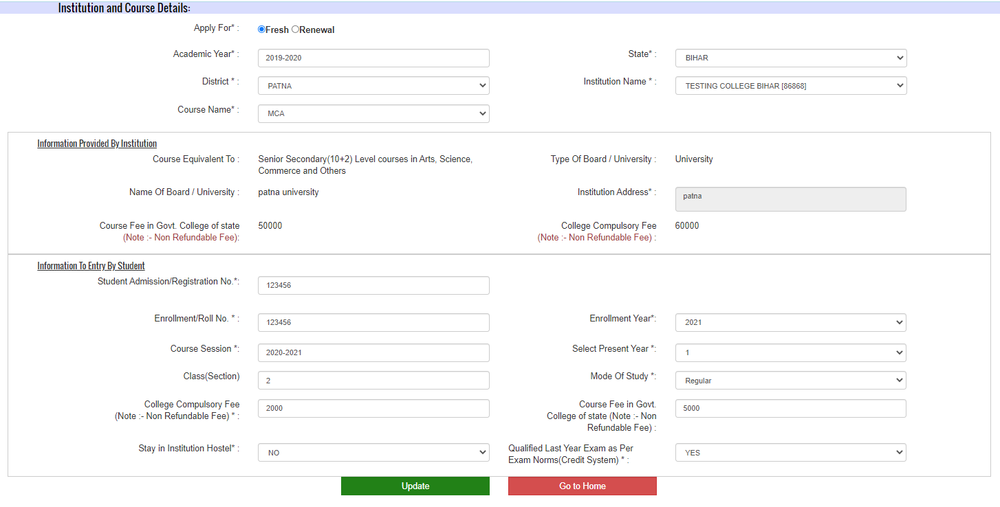 Institution and Course Details:
Apply For* :
Fresh Renewal
Academic Year* :
2019-2020
State* :
BIHAR
District * :
PATNA
Institution Name * :
TESTING COLLEGE BIHAR [86868]
Course Name* :
MCA
Information Provided By Institution
Course Equivalent To :
Senior Secondary(10+2) Level courses in Arts, Science,
Commerce and Others
Type Of Board / University :
University
Name Of Board / University :
patna university
Institution Address* :
patna
Course Fee in Govt. College of state
(Note :- Non Refundable Fee):
50000
College Compulsory Fee
(Note :- Non Refundable Fee) :
60000
Information To Entry By Student
Student Admission/Registration No.*:
123456
Enrollment/Roll No. * :
123456
Enrollment Year*:
2021
Course Session *:
2020-2021
Select Present Year *:
1
Class(Section)
2
Mode Of Study *:
Regular
College Compulsory Fee
(Note :- Non Refundable Fee) * :
2000
Course Fee in Govt.
College of state (Note :- Non
Refundable Fee) :
5000
Stay in Institution Hostel* :
NO
Qualified Last Year Exam as Per
Exam Norms(Credit System) * :
YES
Update
Go to Home